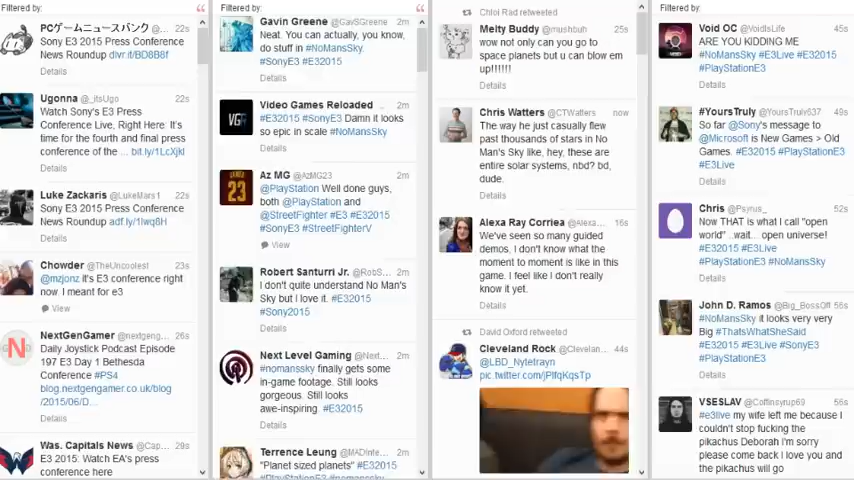 Filtered by:
PCゲームニュースバンク @_ 22s
Sony E3 2015 Press Conference
News Roundup dlvr.it/BD8B8f
Details
Ugonna @_itsUgo 22s
Watch Sony's E3 Press
Conference Live, Right Here: It's
time for the fourth and final press
conference of the ... bit.ly/1LcXjkl
Details
Luke Zackaris @LukeMars1 22s
Sony E3 2015 Press Conference
News Roundup adf.ly/1Iwq8H
Details
Chowder @TheUncoolest 23s
@mzjonz it's E3 conference right
now. I meant for e3
View
NextGenGamer @nextgeng... 26s
Daily Joystick Podcast Episode
197 E3 Day 1 Bethesda
Conference #PS4
blog.nextgengamer.co.uk/blog
/2015/06/D...
Details
Was. Capitals News @Cap... 29s
E3 2015: Watch EA's press
conference here
Filtered by:
Gavin Greene @GavSGreene 2m
Neat. You can actually, you know,
do stuff in #NoMansSky.
#SonyE3 #E32015
Details
Video Games Reloaded ... 2m
#E32015 #SonyE3 Damn it looks
so epic in scale #NoMansSky
Details
Az MG @AzMG23 2m
@PlayStation Well done guys,
both @PlayStation and
@StreetFighter #E3 #E32015
#SonyE3 #StreetFighterV
View
Robert Santurri Jr. @RobS... 2m
I don't quite understand No Man's
Sky but I love it. #E32015
#Sony2015
Details
Next Level Gaming @Next... 2m
#nomanssky finally gets some
in-game footage. Still looks
gorgeous. Still looks
awe-inspiring. #E32015
Details
Terrence Leung @MADInte... 2m
"Planet sized planets" #E32015
#PlayStationE3 #nomanssky
Chloi Rad retweeted
Melty Buddy @mushbuh 25s
wow not only can you go to
space planets but u can blow em
up!!!!!!
Details
Chris Watters @CTWatters now
The way he just casually flew
past thousands of stars in No
Man's Sky like, hey, these are
entire solar systems, nbd? bd,
dude.
Details
Alexa Ray Corriea @Alexa... 16s
We've seen so many guided
demos, I don't know what the
moment to moment is like in this
game. I feel like I don't really
know it yet.
Details
David Oxford retweeted
Cleveland Rock @Clevelan... 44s
@LBD_Nytetrayn
pic.twitter.com/jPlfqKqsTp
Filtered by:
Void OC @VoidIsLife 45s
ARE YOU KIDDING ME
#NoMansSky #E3Live #E32015
#PlayStationE3
Details
#YoursTruly @YoursTruly637 49s
So far @Sony's message to
@Microsoft is New Games > Old
Games. #E32015 #PlayStationE3
#E3Live
Details
Chris @Psyrus_ 52s
Now THAT is what I call "open
world" ..wait... open universe!
#E32015 #E3Live
#PlayStationE3 #NoMansSky
Details
John D. Ramos @Big_BossOff 56s
#NoMansSky it looks very very
Big #ThatsWhatSheSaid
#E32015 #E3Live #SonyE3
#PlayStationE3
Details
VSESLAV @Coffinsyrup69 56s
#e3live my wife left me because I
couldn't stop fucking the
pikachus Deborah i'm sorry
please come back I love you and
the pikachus will go